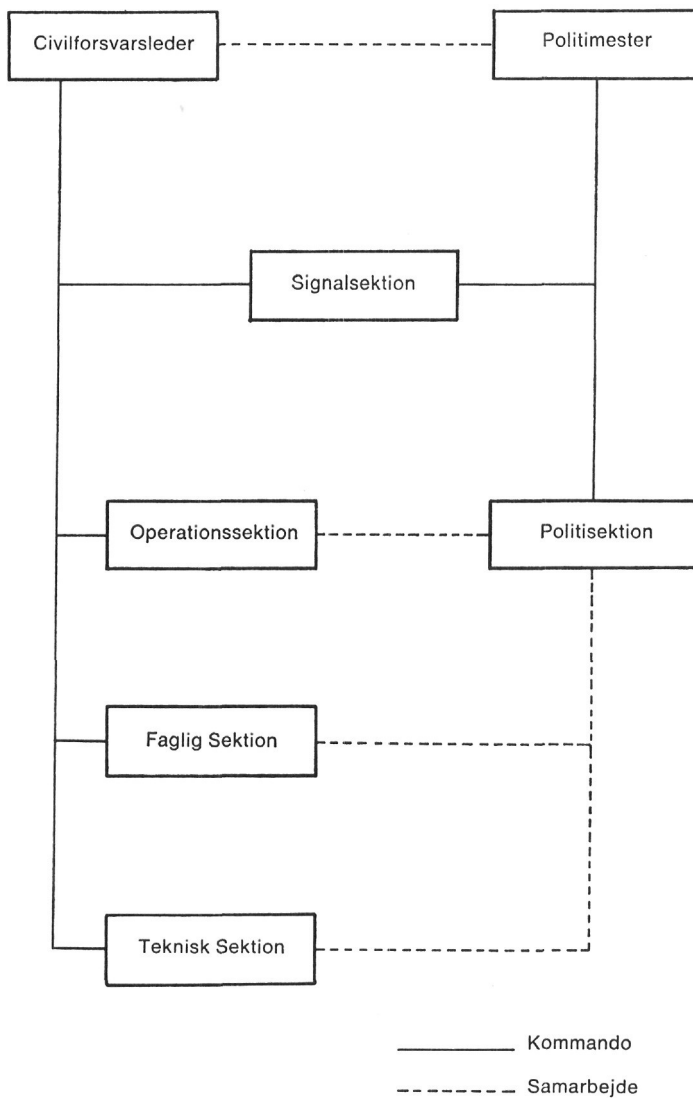 Civilforsvarsleder
Politimester
Signalsektion
Operationssektion
Politisektion
Faglig Sektion
Teknisk Sektion
Kommando
Samarbejde